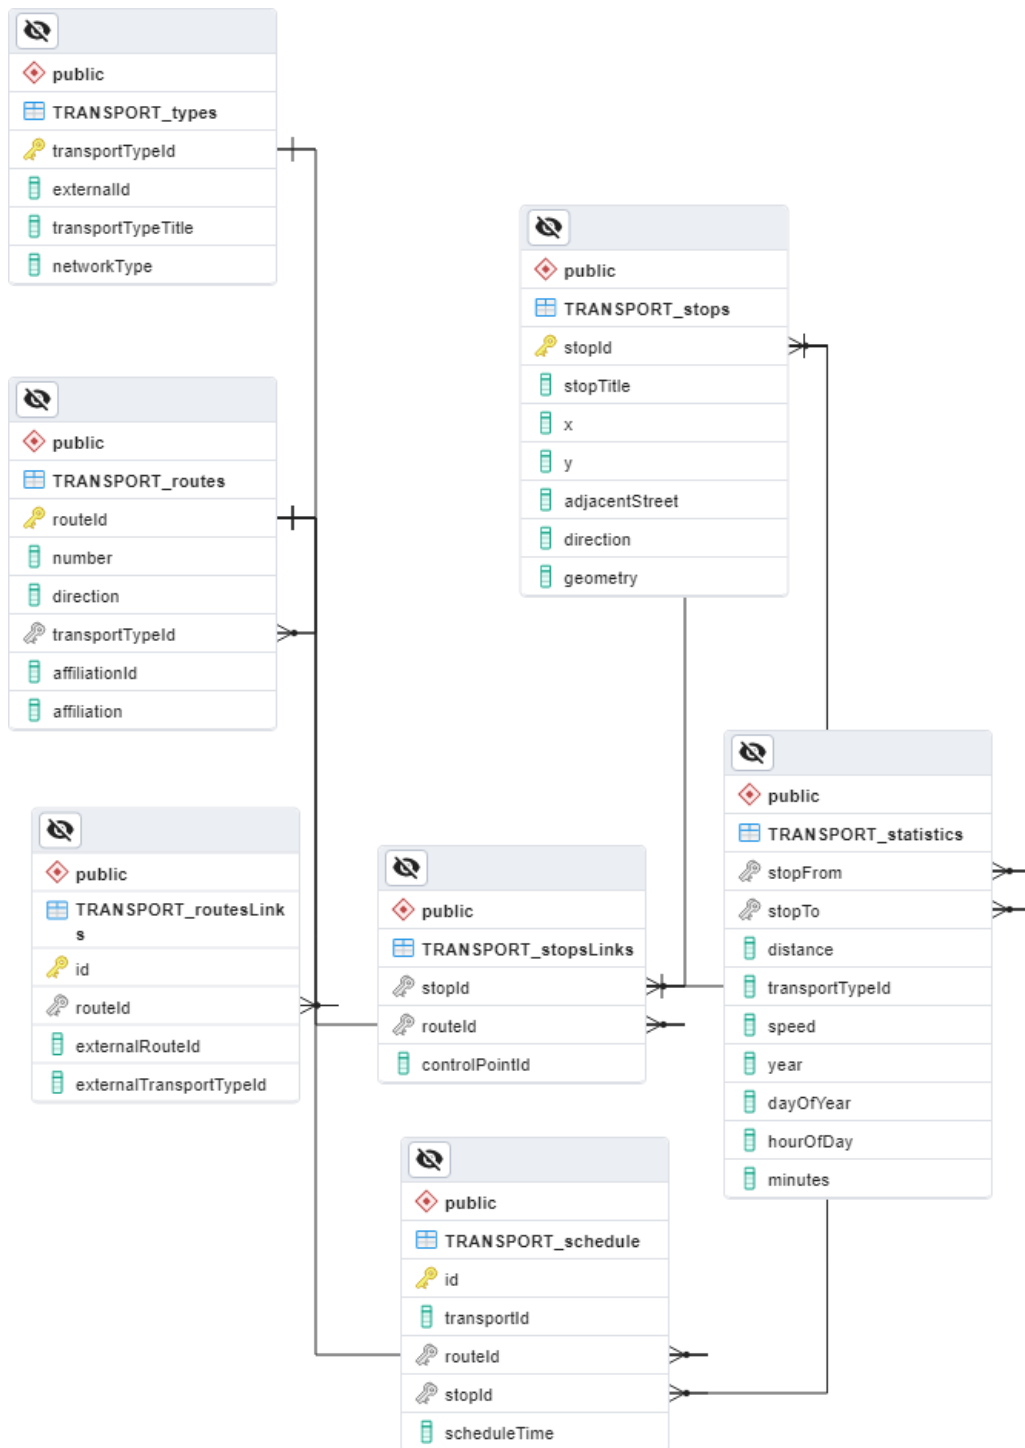 public
TRANSPORT_types
transportTypeId
externalId
transportTypeTitle
networkType
public
TRANSPORT_stops
stopId
stopTitle
x
y
adjacentStreet
direction
geometry
public
TRANSPORT_routes
routeId
number
direction
transportTypeId
affiliationId
affiliation
public
TRANSPORT_statistics
stopFrom
stopTo
distance
transportTypeId
speed
year
dayOfYear
hourOfDay
minutes
public
TRANSPORT_routesLink
s
id
routeId
externalRouteId
externalTransportTypeId
public
TRANSPORT_stopsLinks
stopId
routeId
controlPointId
public
TRANSPORT_schedule
id
transportId
routeId
stopId
scheduleTime